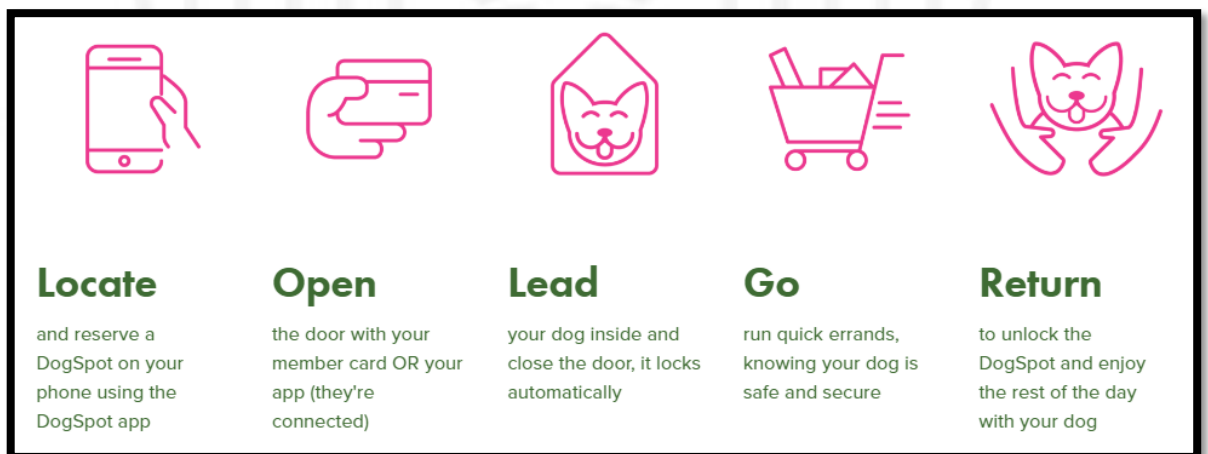 Locate
and reserve a
DogSpot on your
phone using the
DogSpot app
Open
the door with your
member card OR your
app (they're
connected)
Lead
your dog inside and
close the door, it locks
automatically
Go
run quick errands,
knowing your dog is
safe and secure
Return
to unlock the
DogSpot and enjoy
the rest of the day
with your dog